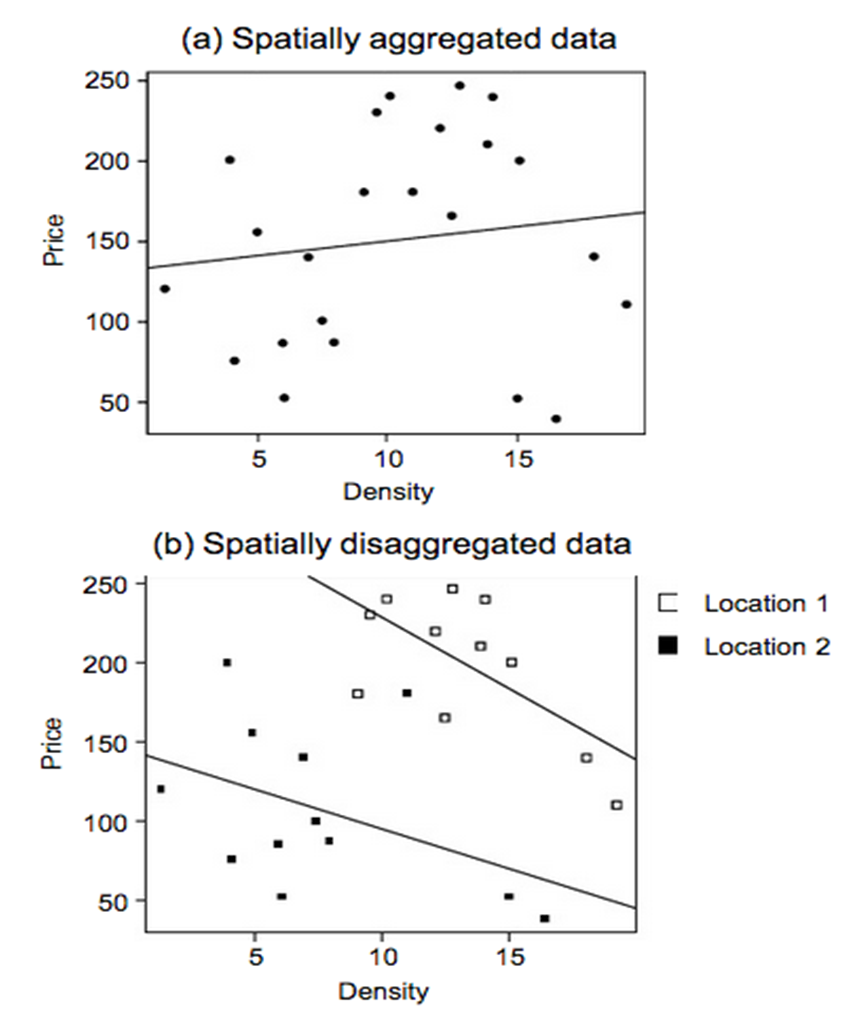 (a) Spatially aggregated data
250
200
150
100
50
Price
5 10 15
Density
(b) Spatially disaggregated data
250
200
150
100
50
Price
5 10 15
Density
Location 1
Location 2